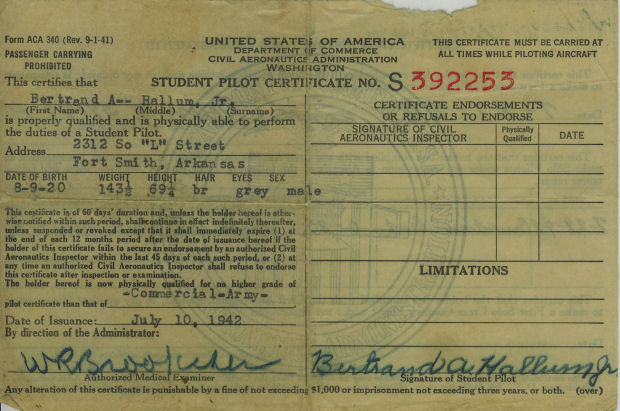 Form ACA 340 (Rev. 9-1-41)
PASSENGER CARRYING
PROHIBITED
UNITED STATES OF AMERICA
DEPARTMENT OF COMMERCE
CIVIL AERONAUTICS ADMINISTRATION
WASHINGTON
THIS CERTIFICATE MUST BE CARRIED AT
ALL TIMES WHILE PILOTING AIRCRAFT
This certifies that
STUDENT PILOT CERTIFICATE NO. S 392253
Bertrand A-- Hallum, Jr.
(First Name) (Middle) (Surname)
is properly qualified and is physically able to perform
the duties of a Student Pilot.
Address 2312 So "L" Street
Fort Smith, Arkansas
DATE OF BIRTH WEIGHT HEIGHT HAIR EYES SEX
8-9-20 143½ 69¼ br grey male
This certificate is of 60 days' duration and, unless the holder hereof is other-
wise notified within such period, shall continue in effect indefinitely thereafter,
unless suspended or revoked except that it shall immediately expire (1) at
the end of each 12 months period after the date of issuance hereof if the
holder of this certificate fails to secure an endorsement by an authorized Civil
Aeronautics Inspector within the last 45 days of each such period, or (2) at
any time an authorized Civil Aeronautics Inspector shall refuse to endorse
this certificate after inspection or examination.
The holder hereof is now physically qualified for no higher grade of
-Commercial-Army-
pilot certificate than that of
Date of Issuance: July 10, 1942
By direction of the Administrator:
Authorized Medical Examiner
CERTIFICATE ENDORSEMENTS
OR REFUSALS TO ENDORSE
SIGNATURE OF CIVIL
AERONAUTICS INSPECTOR
Physically
Qualified
DATE
LIMITATIONS
Bertrand A. Hallum Jr
Signature of Student Pilot
Any alteration of this certificate is punishable by a fine of not exceeding $1,000 or imprisonment not exceeding three years, or both. (over)